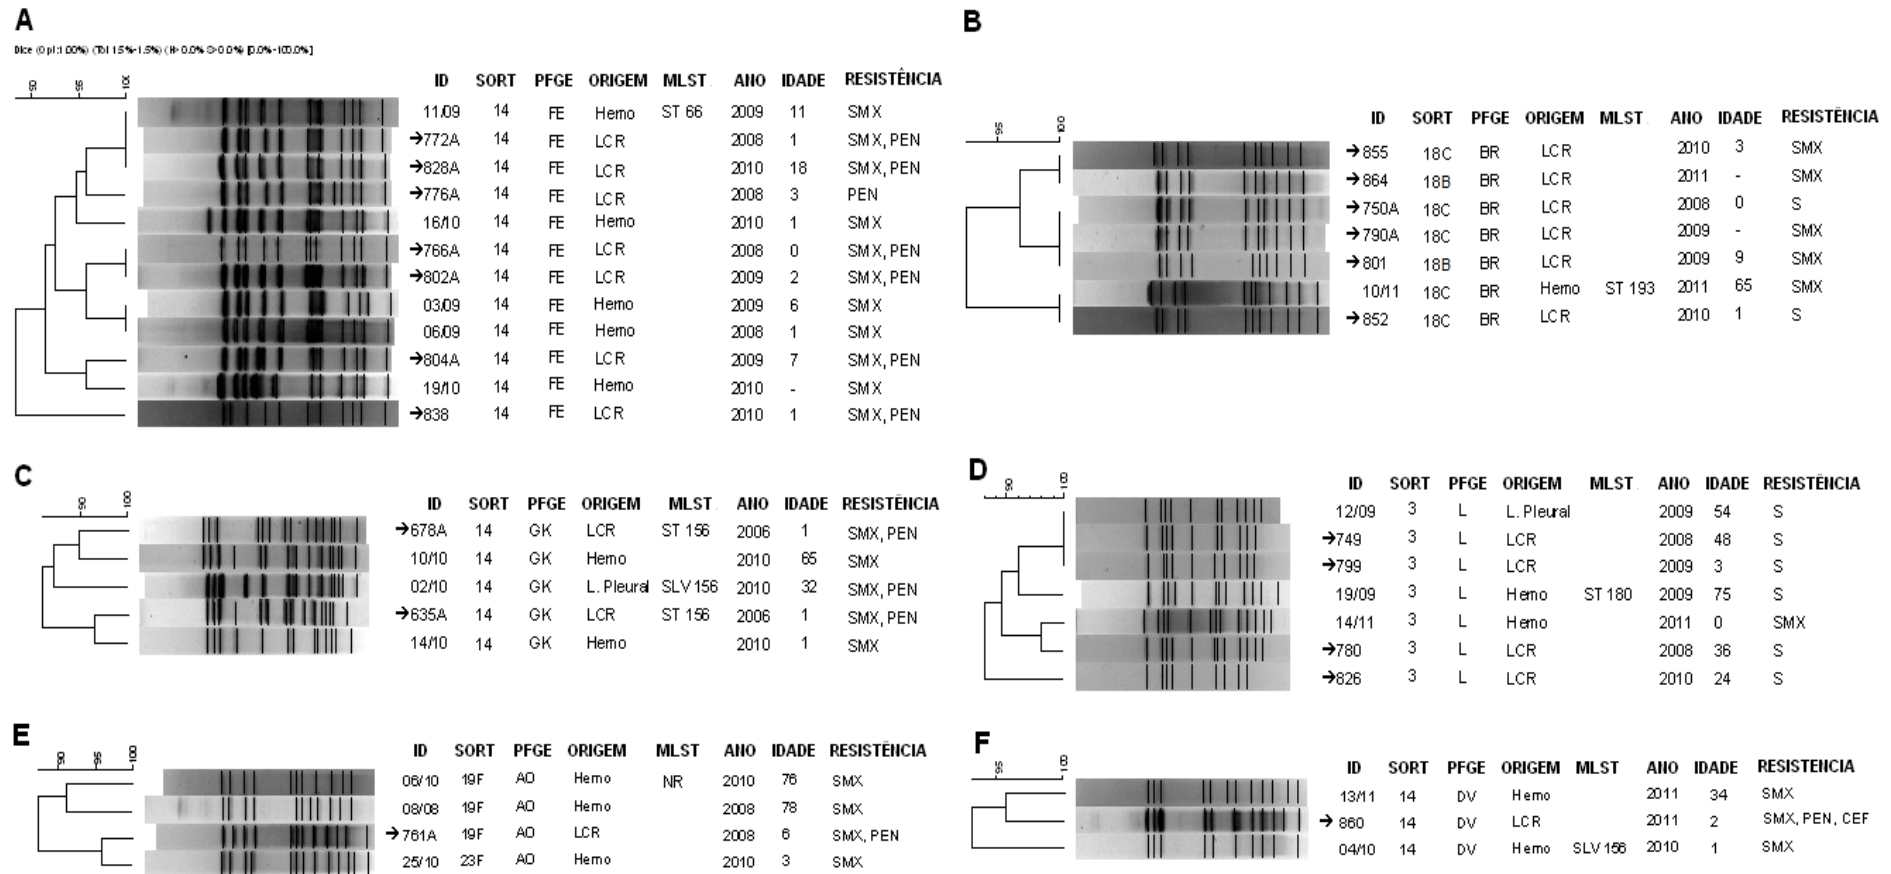 A
Dice (Opt:1.00%) (Tol 1.5%-1.5%) (H>0.0% S>0.0%) [0.0%-100.0%]
90 95 100
ID SORT PFGE ORIGEM MLST ANO IDADE RESISTÊNCIA
11/09 14 FE Hemo ST 66 2009 11 SMX
→772A 14 FE LCR 2008 1 SMX, PEN
→828A 14 FE LCR 2010 18 SMX, PEN
→776A 14 FE LCR 2008 3 PEN
16/10 14 FE Hemo 2010 1 SMX
→766A 14 FE LCR 2008 0 SMX, PEN
→802A 14 FE LCR 2009 2 SMX, PEN
03/09 14 FE Hemo 2009 6 SMX
06/09 14 FE Hemo 2008 1 SMX
→804A 14 FE LCR 2009 7 SMX, PEN
19/10 14 FE Hemo 2010 - SMX
→838 14 FE LCR 2010 1 SMX, PEN
B
95 100
ID SORT PFGE ORIGEM MLST ANO IDADE RESISTÊNCIA
→855 18C BR LCR 2010 3 SMX
→864 18B BR LCR 2011 - SMX
→750A 18C BR LCR 2008 0 S
→790A 18C BR LCR 2009 - SMX
→801 18B BR LCR 2009 9 SMX
10/11 18C BR Hemo ST 193 2011 65 SMX
→852 18C BR LCR 2010 1 S
C
90 100
ID SORT PFGE ORIGEM MLST ANO IDADE RESISTÊNCIA
→678A 14 GK LCR ST 156 2006 1 SMX, PEN
10/10 14 GK Hemo 2010 65 SMX
02/10 14 GK L. Pleural SLV 156 2010 32 SMX, PEN
→635A 14 GK LCR ST 156 2006 1 SMX, PEN
14/10 14 GK Hemo 2010 1 SMX
D
90 100
ID SORT PFGE ORIGEM MLST ANO IDADE RESISTÊNCIA
12/09 3 L L. Pleural 2009 54 S
→749 3 L LCR 2008 48 S
→799 3 L LCR 2009 3 S
19/09 3 L Hemo ST 180 2009 75 S
14/11 3 L Hemo 2011 0 SMX
→780 3 L LCR 2008 36 S
→826 3 L LCR 2010 24 S
E
90 95 100
ID SORT PFGE ORIGEM MLST ANO IDADE RESISTÊNCIA
06/10 19F AO Hemo NR 2010 76 SMX
08/08 19F AO Hemo 2008 78 SMX
→761A 19F AO LCR 2008 6 SMX, PEN
25/10 23F AO Hemo 2010 3 SMX
F
95 100
ID SORT PFGE ORIGEM MLST ANO IDADE RESISTENCIA
13/11 14 DV Hemo 2011 34 SMX
→ 860 14 DV LCR 2011 2 SMX, PEN, CEF
04/10 14 DV Hemo SLV 156 2010 1 SMX